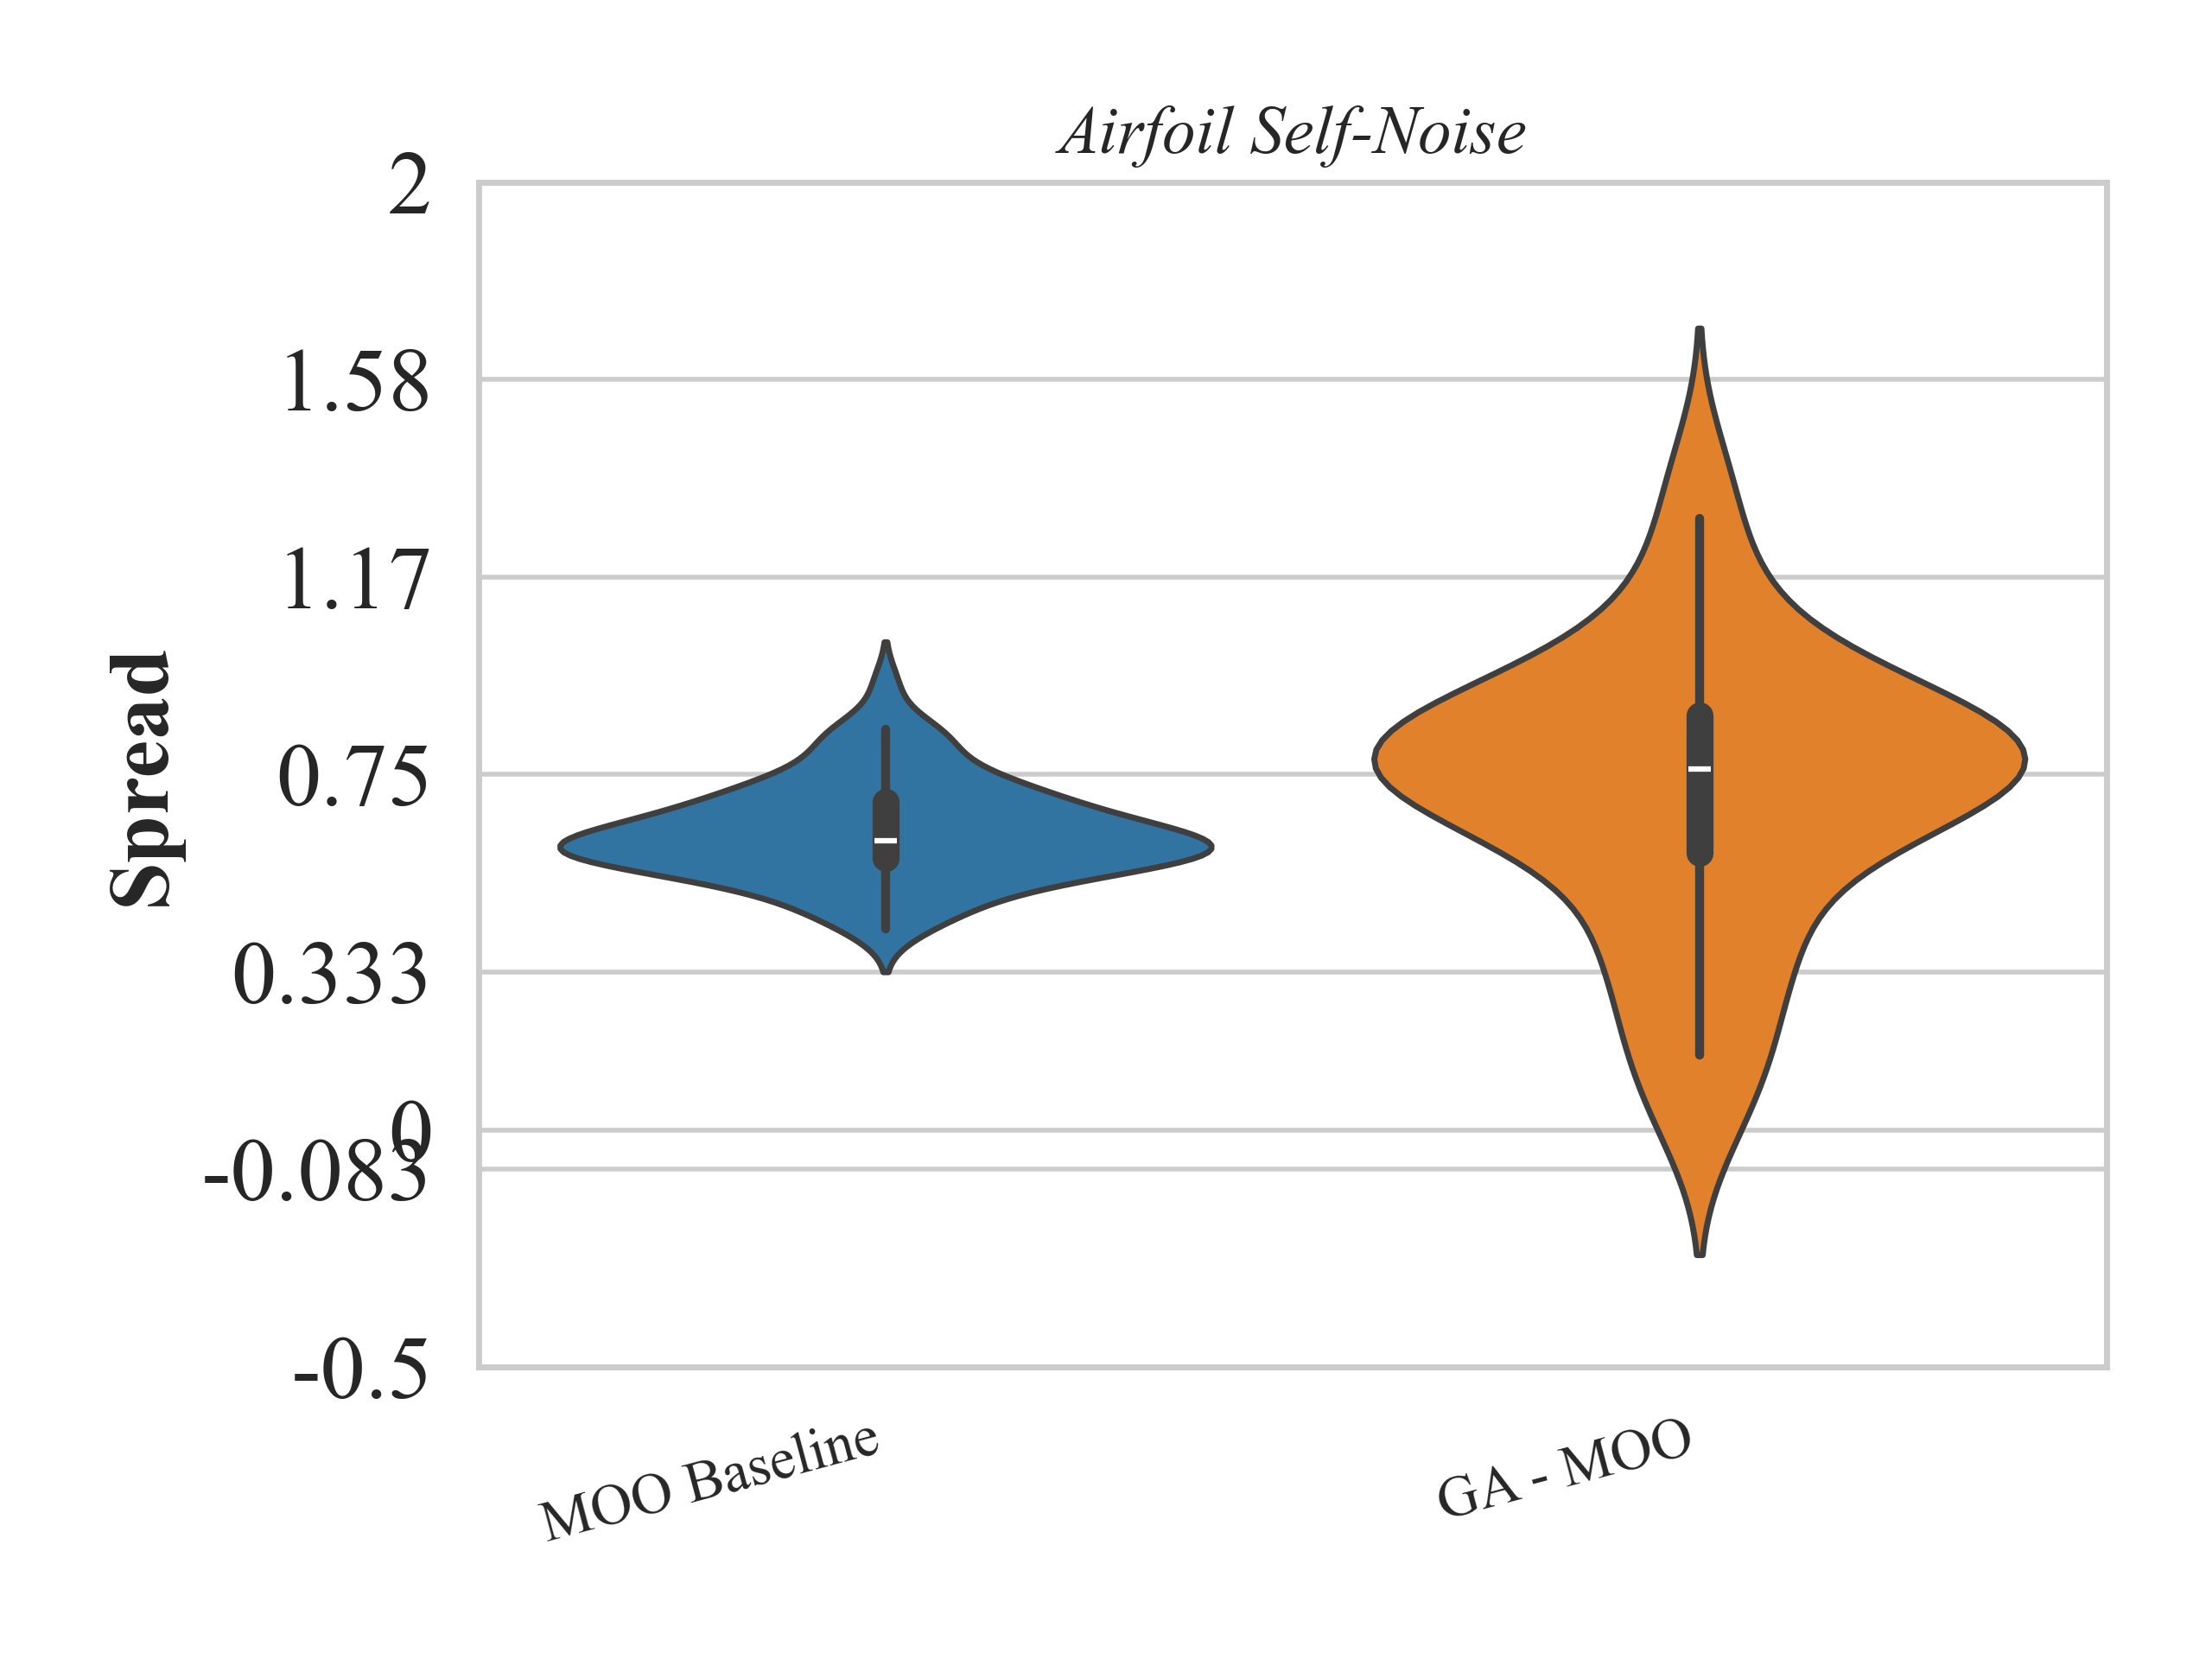 Airfoil Self-Noise
2
1.58
1.17
0.75
0.333
0
-0.083
-0.5
Spread
MOO Baseline
GA - MOO